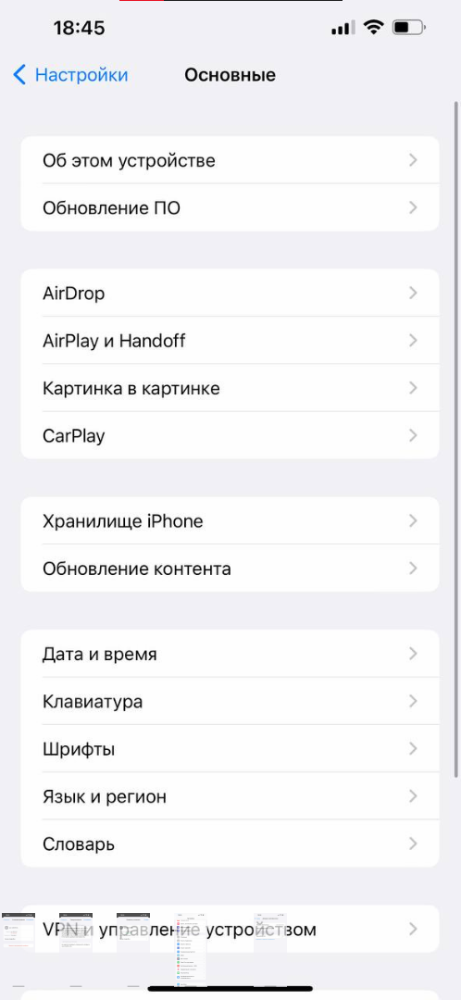 18:45
Настройки
Основные
Об этом устройстве
Обновление ПО
AirDrop
AirPlay и Handoff
Картинка в картинке
CarPlay
Хранилище iPhone
Обновление контента
Дата и время
Клавиатура
Шрифты
Язык и регион
Словарь
VPN и управление устройством